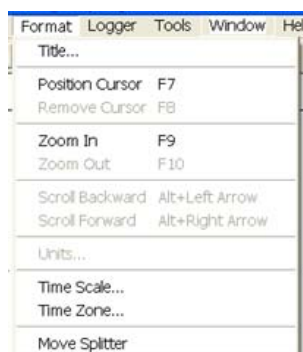 Format Logger Tools Window Hel
Title...
Position Cursor F7
Remove Cursor F8
Zoom In F9
Zoom Out F10
Scroll Backward Alt+Left Arrow
Scroll Forward Alt+Right Arrow
Units...
Time Scale...
Time Zone...
Move Splitter